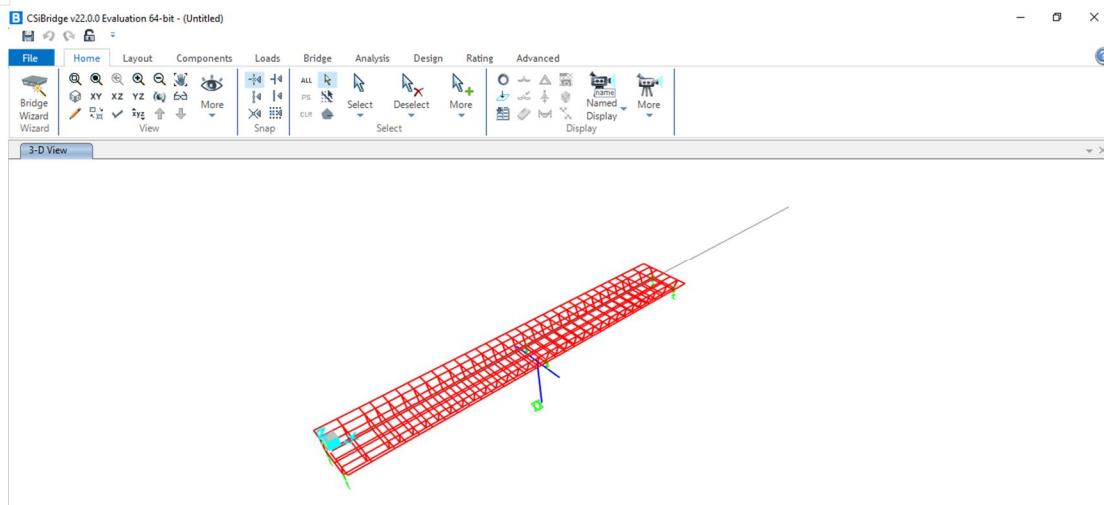 B CSiBridge v22.0.0 Evaluation 64-bit - (Untitled)
File Home Layout Components Loads Bridge Analysis Design Rating Advanced
ALL
XY XZ YZ
PS
CLR
xyz
name
Bridge Wizard
More
Select
Deselect
More
Named Display
More
Wizard View Snap Select Display
3-D View